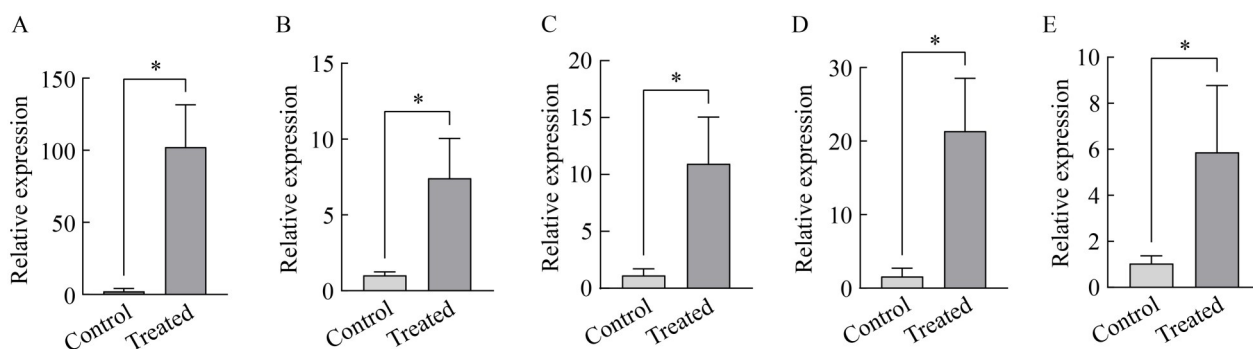 A
Relative expression
150
100
50
0
*
Control
Treated
B
Relative expression
15
10
5
0
*
Control
Treated
C
Relative expression
20
15
10
5
0
*
Control
Treated
D
Relative expression
30
20
10
0
*
Control
Treated
E
Relative expression
10
8
6
4
2
0
*
Control
Treated